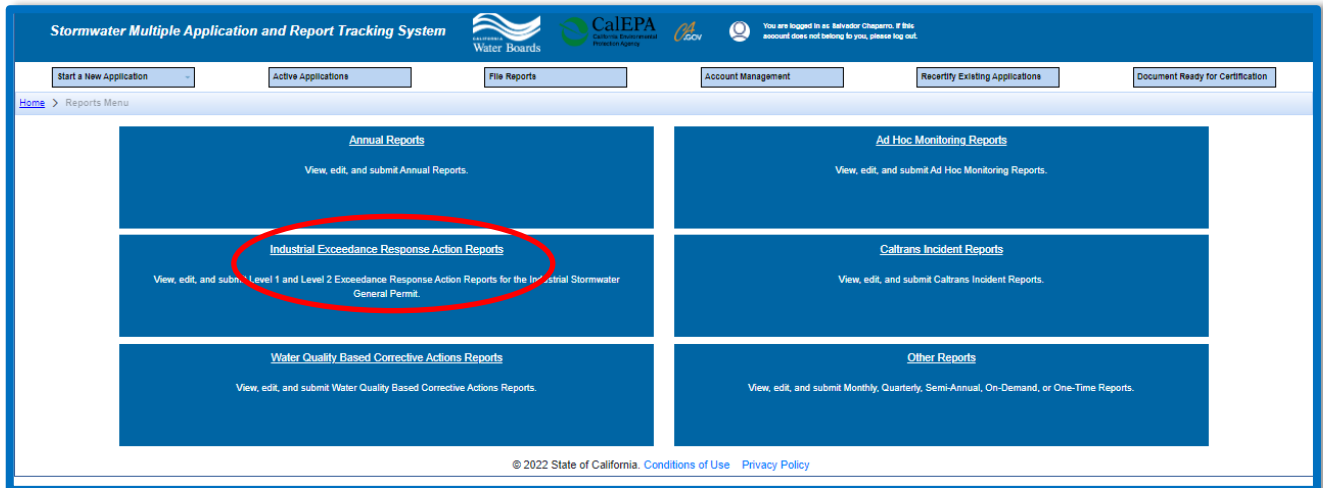 Stormwater Multiple Application and Report Tracking System
CALIFORNIA
Water Boards
CalEPA
California Environmental
Protection Agency
CA.GOV
You are logged in as Salvador Chaparro. If this
account does not belong to you, please log out.
Start a New Application
Active Applications
File Reports
Account Management
Recertify Existing Applications
Document Ready for Certification
Home > Reports Menu
Annual Reports
View, edit, and submit Annual Reports.
Ad Hoc Monitoring Reports
View, edit, and submit Ad Hoc Monitoring Reports.
Industrial Exceedance Response Action Reports
View, edit, and submit Level 1 and Level 2 Exceedance Response Action Reports for the Industrial Stormwater
General Permit.
Caltrans Incident Reports
View, edit, and submit Caltrans Incident Reports.
Water Quality Based Corrective Actions Reports
View, edit, and submit Water Quality Based Corrective Actions Reports.
Other Reports
View, edit, and submit Monthly, Quarterly, Semi-Annual, On-Demand, or One-Time Reports.
© 2022 State of California. Conditions of Use Privacy Policy